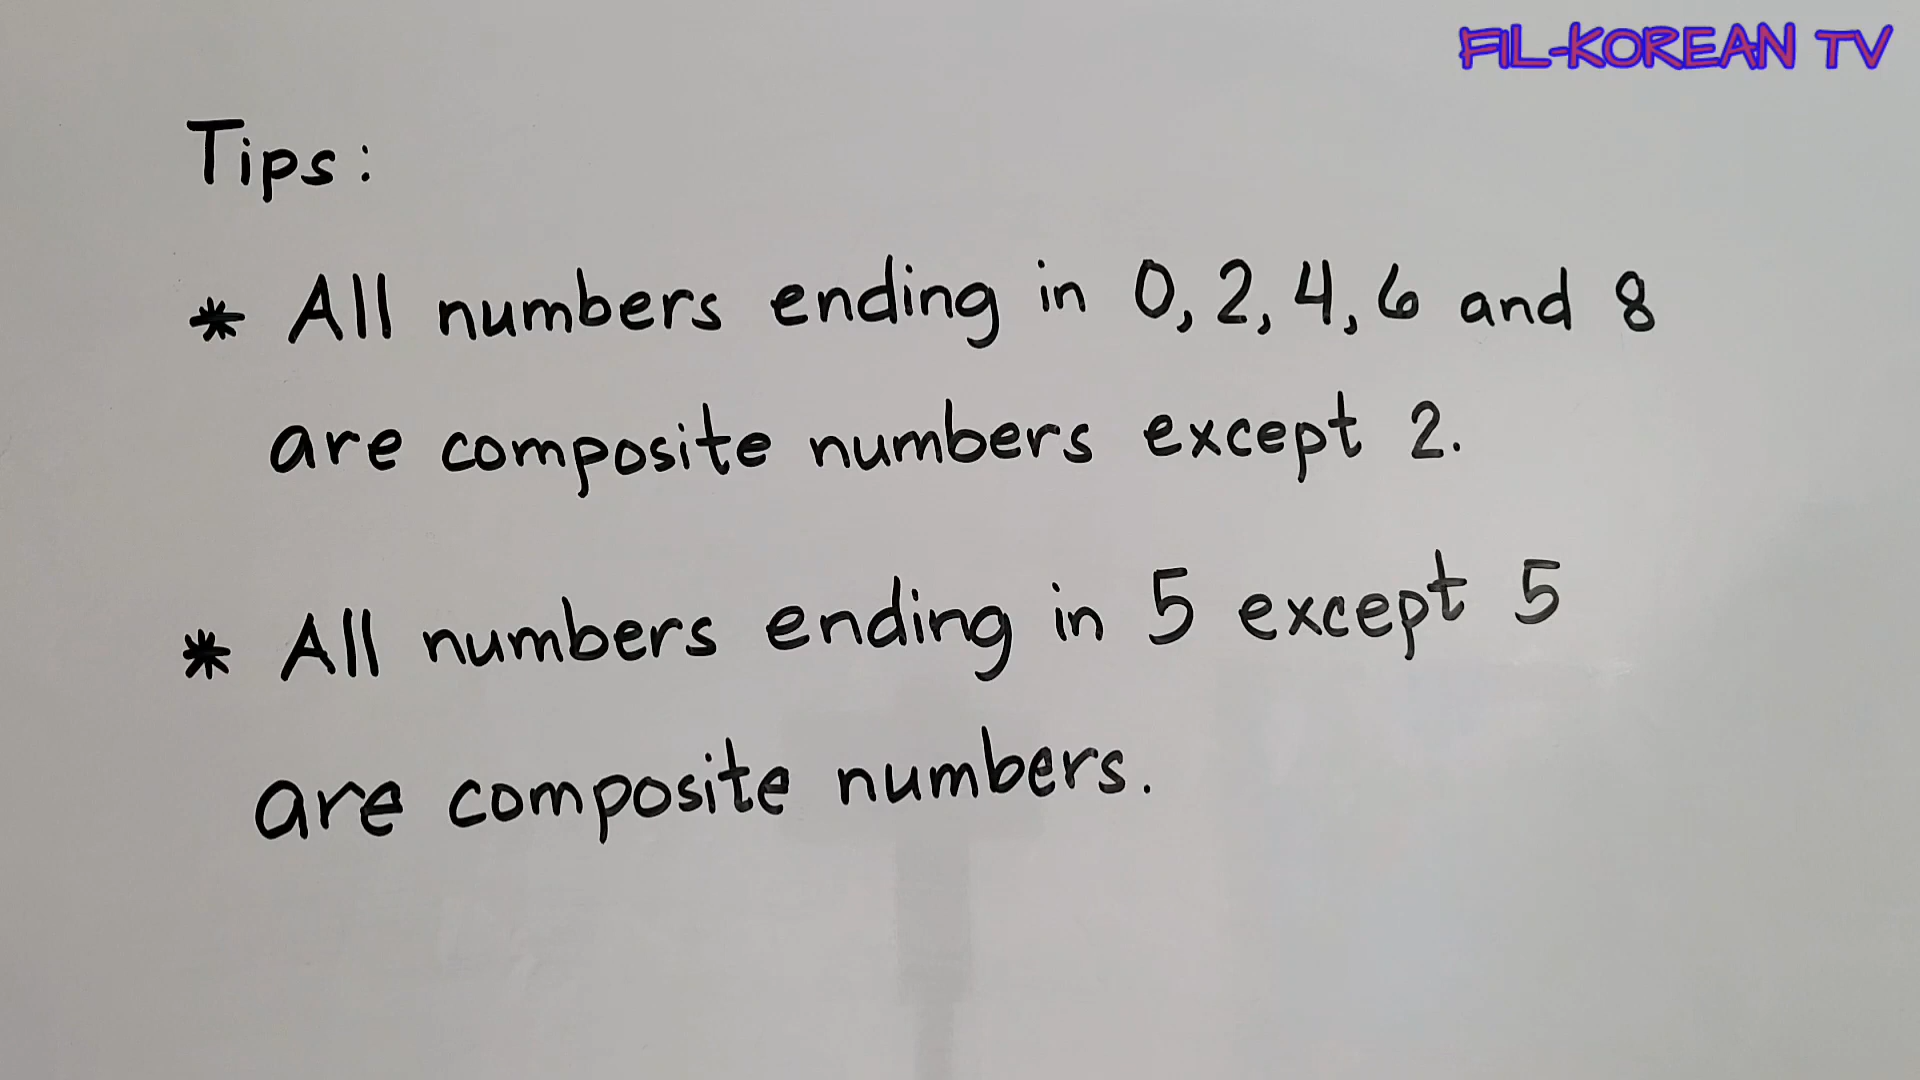 FIL-KOREAN TV
Tips:
* All numbers ending in 0, 2, 4, 6 and 8
are composite numbers except 2.
* All numbers ending in 5 except 5
are composite numbers.